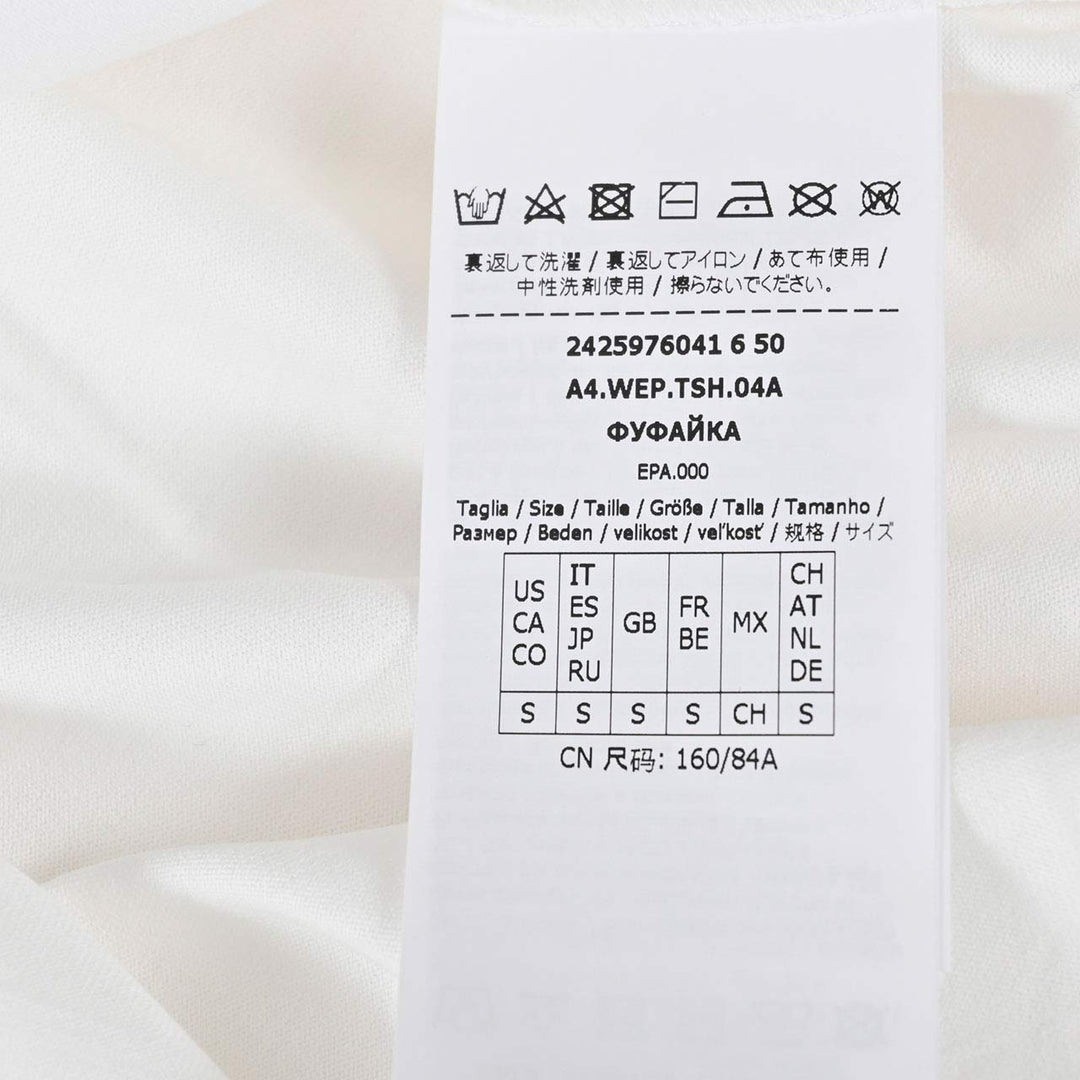 裏返して洗濯 / 裏返してアイロン / あて布使用 /
中性洗剤使用 / 擦らないでください。
2425976041 6 50
A4.WEP.TSH.04A
ФУФАЙКА
EPA.000
Taglia / Size / Taille / Größe / Talla / Tamanho /
Размер / Beden / velikost / veľkosť / 规格 / サイズ
US CA CO
IT ES JP RU
GB
FR BE
MX
CH AT NL DE
S S S S CH S
CN 尺码: 160/84A